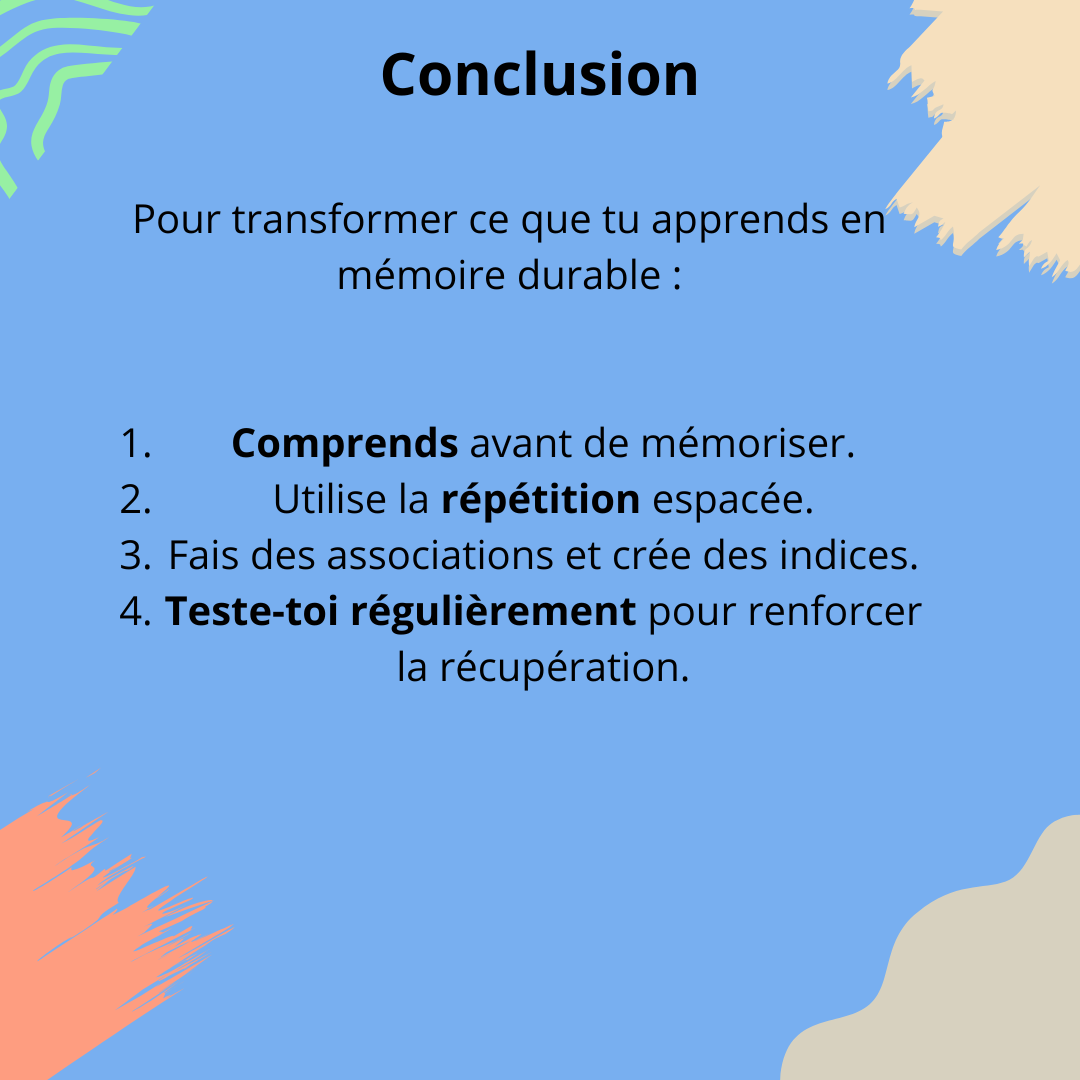 Conclusion
Pour transformer ce que tu apprends en
mémoire durable :
1. Comprends avant de mémoriser.
2. Utilise la répétition espacée.
3. Fais des associations et crée des indices.
4. Teste-toi régulièrement pour renforcer
la récupération.